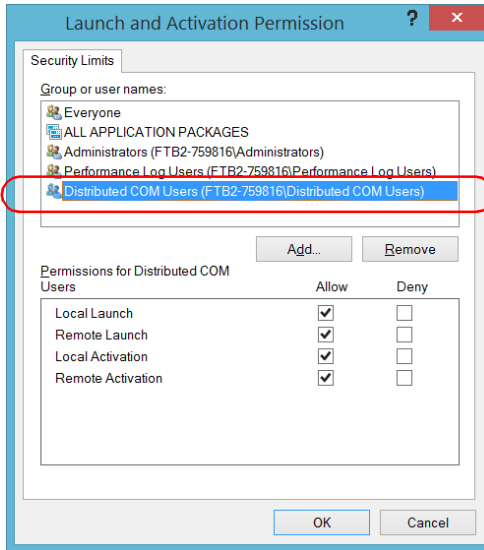 Launch and Activation Permission
?
×
Security Limits
Group or user names:
Everyone
ALL APPLICATION PACKAGES
Administrators (FTB2-759816\Administrators)
Performance Log Users (FTB2-759816\Performance Log Users)
Distributed COM Users (FTB2-759816\Distributed COM Users)
Add...
Remove
Permissions for Distributed COM
Users
Allow
Deny
Local Launch
Remote Launch
Local Activation
Remote Activation
OK
Cancel